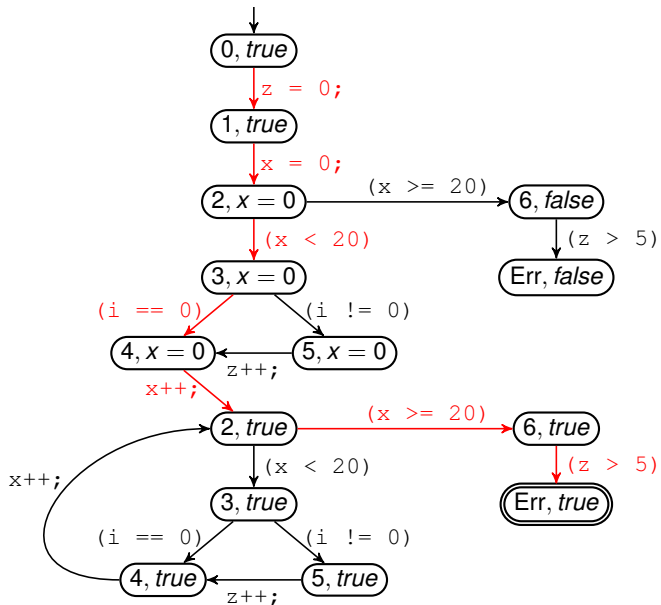 0, true
z = 0;
1, true
x = 0;
2, x = 0
(x >= 20)
6, false
(x < 20)
(z > 5)
3, x = 0
Err, false
(i == 0)
(i != 0)
4, x = 0
5, x = 0
z++;
x++;
2, true
(x >= 20)
6, true
(x < 20)
(z > 5)
x++;
3, true
Err, true
(i == 0)
(i != 0)
4, true
5, true
z++;